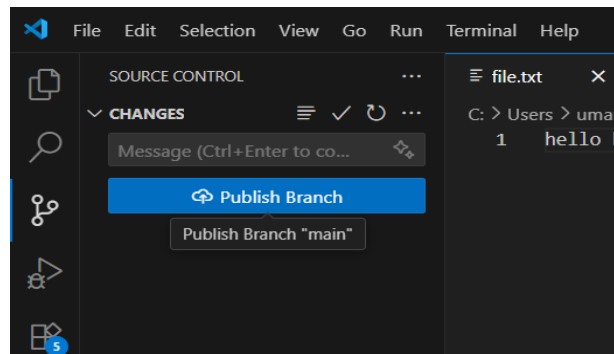 File Edit Selection View Go Run Terminal Help
SOURCE CONTROL ...
file.txt
CHANGES ...
C: > Users > uma
Message (Ctrl+Enter to co...
1 hello
Publish Branch
Publish Branch "main"
5